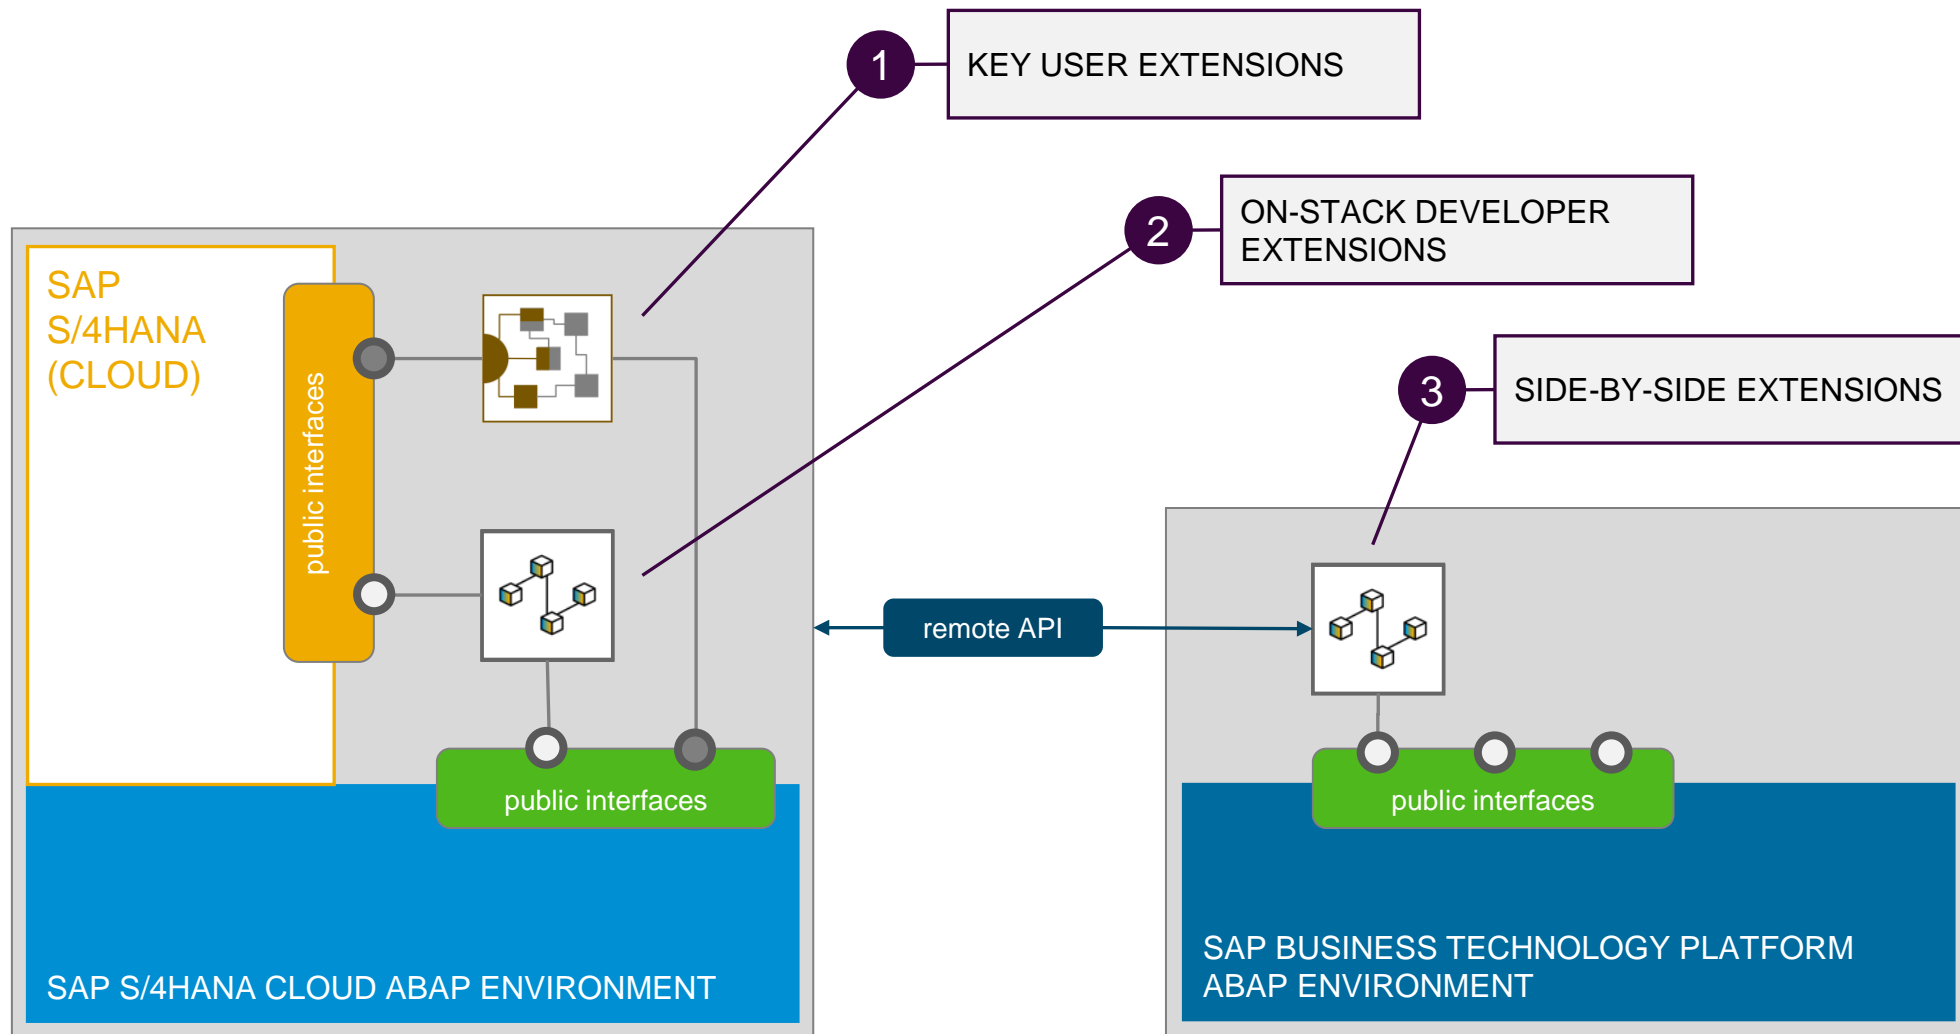 1
KEY USER EXTENSIONS
2
ON-STACK DEVELOPER
EXTENSIONS
3
SIDE-BY-SIDE EXTENSIONS
SAP
S/4HANA
(CLOUD)
public interfaces
remote API
public interfaces
public interfaces
SAP S/4HANA CLOUD ABAP ENVIRONMENT
SAP BUSINESS TECHNOLOGY PLATFORM
ABAP ENVIRONMENT